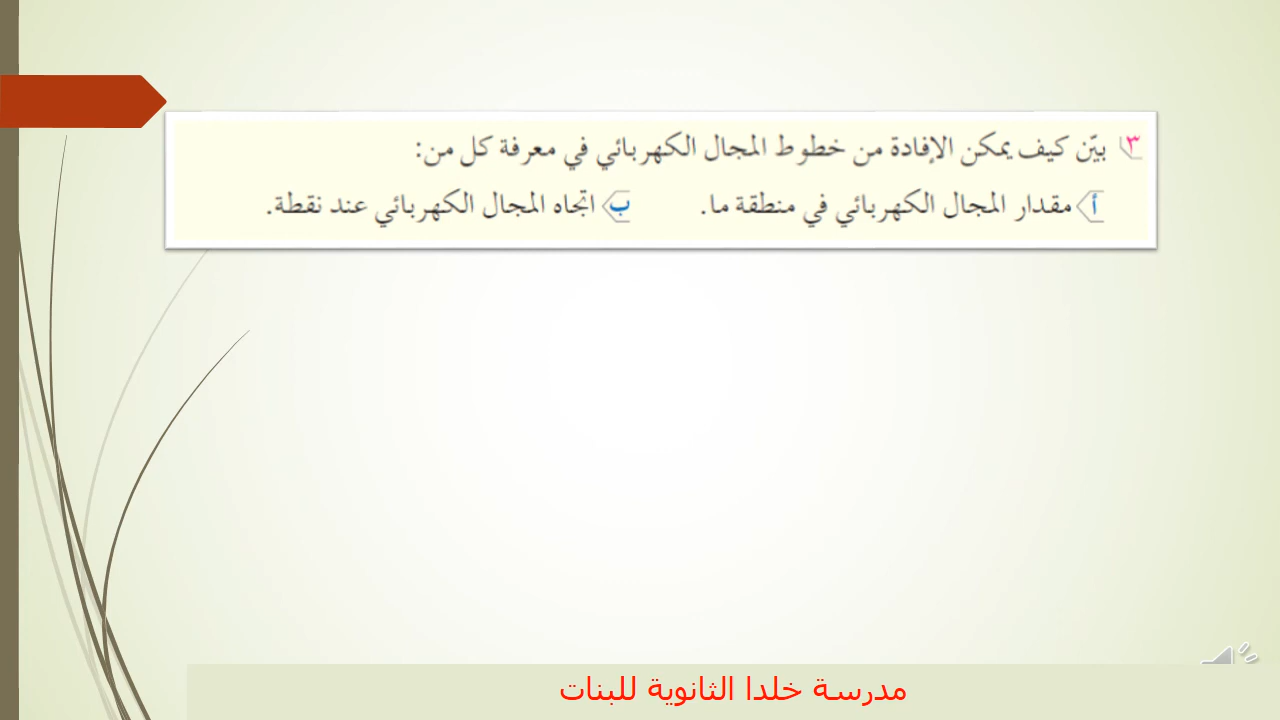 ٣ بيّن كيف يمكن الإفادة من خطوط المجال الكهربائي في معرفة كل من:
أ مقدار المجال الكهربائي في منطقة ما. ب اتجاه المجال الكهربائي عند نقطة.
مدرسة خلدا الثانوية للبنات